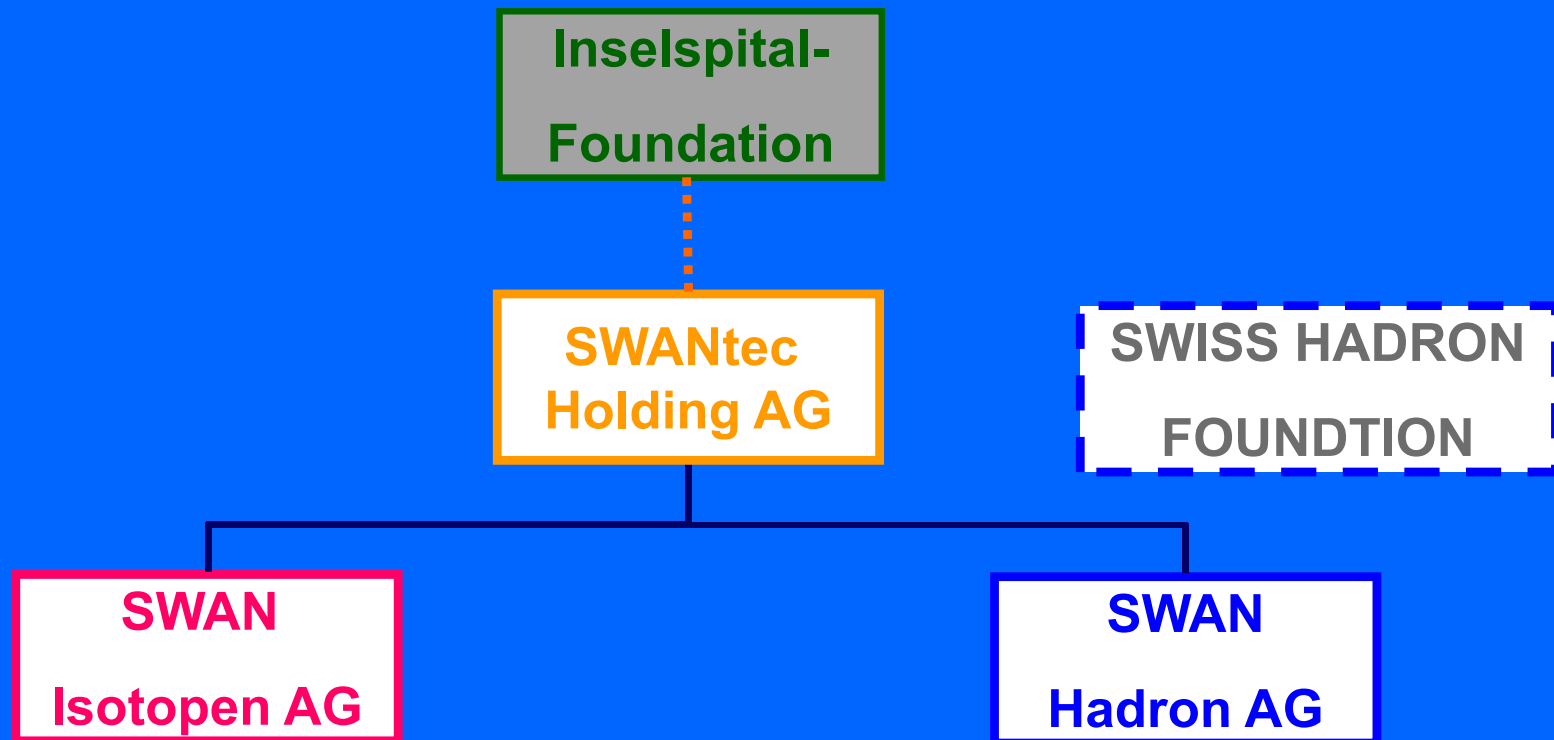 Inselspital-
Foundation
SWANtec
Holding AG
SWISS HADRON
FOUNDTION
SWAN
Isotopen AG
SWAN
Hadron AG